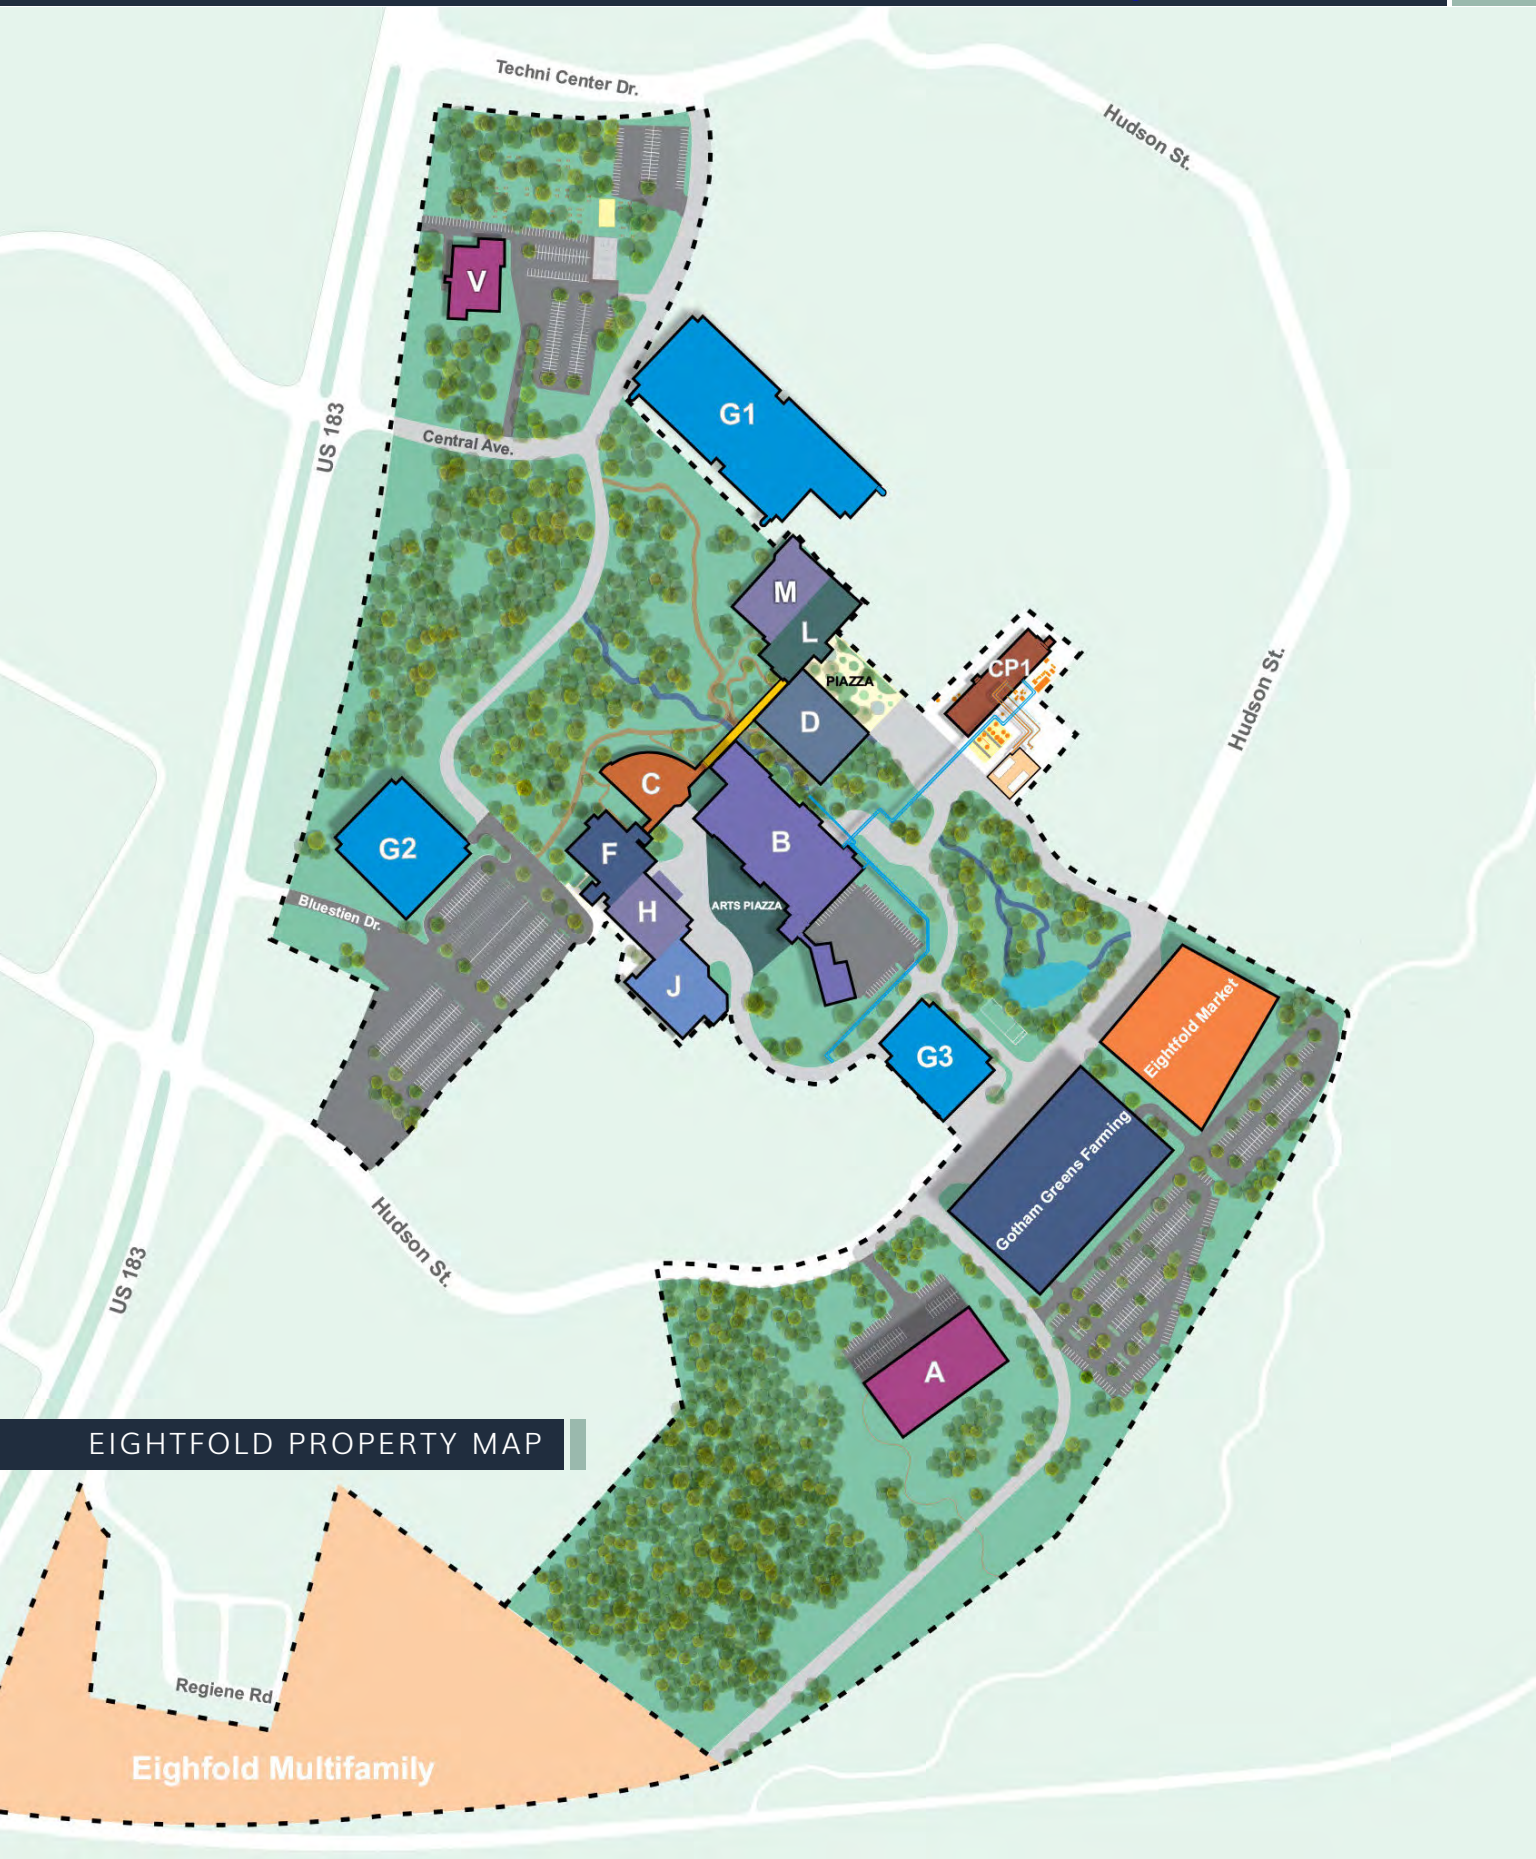 Techni Center Dr.
Hudson St.
V
US 183
Central Ave.
G1
M
L
PIAZZA
CP1
Hudson St.
D
C
B
G2
F
ARTS PIAZZA
H
Bluestien Dr.
J
G3
Eightfold Market
Gotham Greens Farming
Hudson St.
US 183
A
EIGHTFOLD PROPERTY MAP
Regiene Rd
Eighfold Multifamily